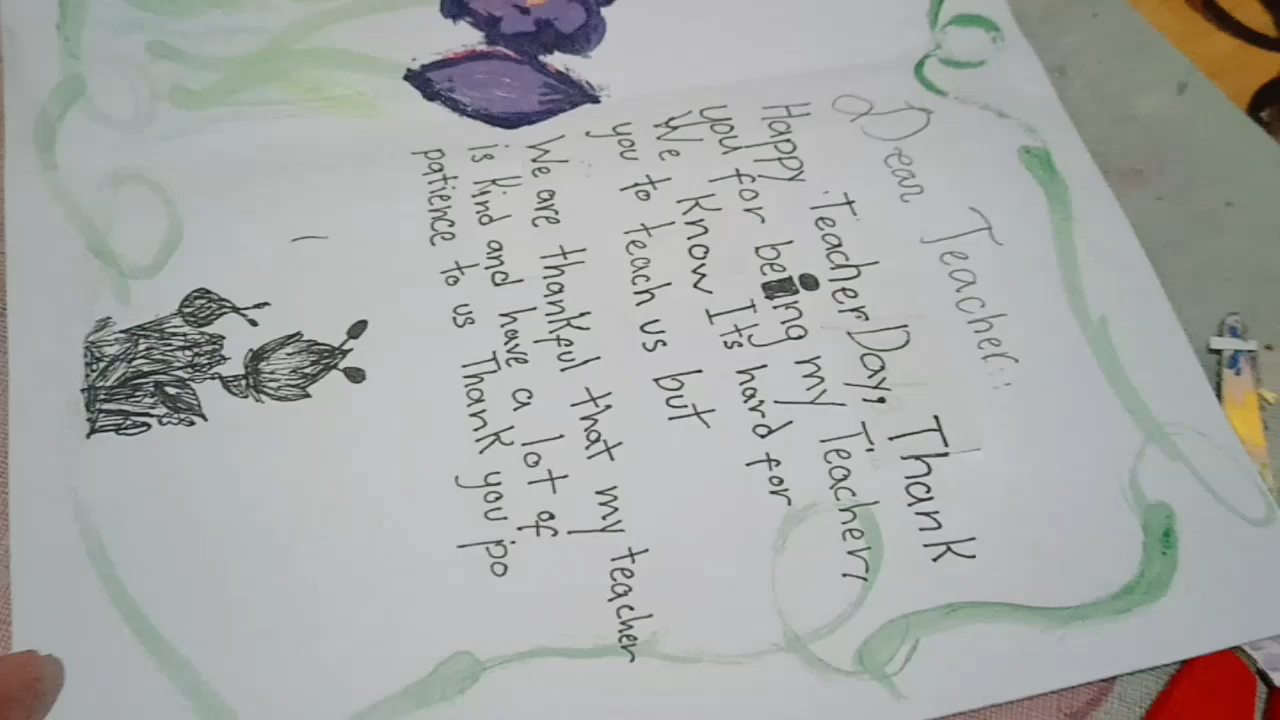 Dear Teacher..
Happy Teacher Day, Thank
you for being my Teacher,
We Know It's hard for
you to teach us but
We are thankful that my teacher
is kind and have a lot of
patience to us Thank you po